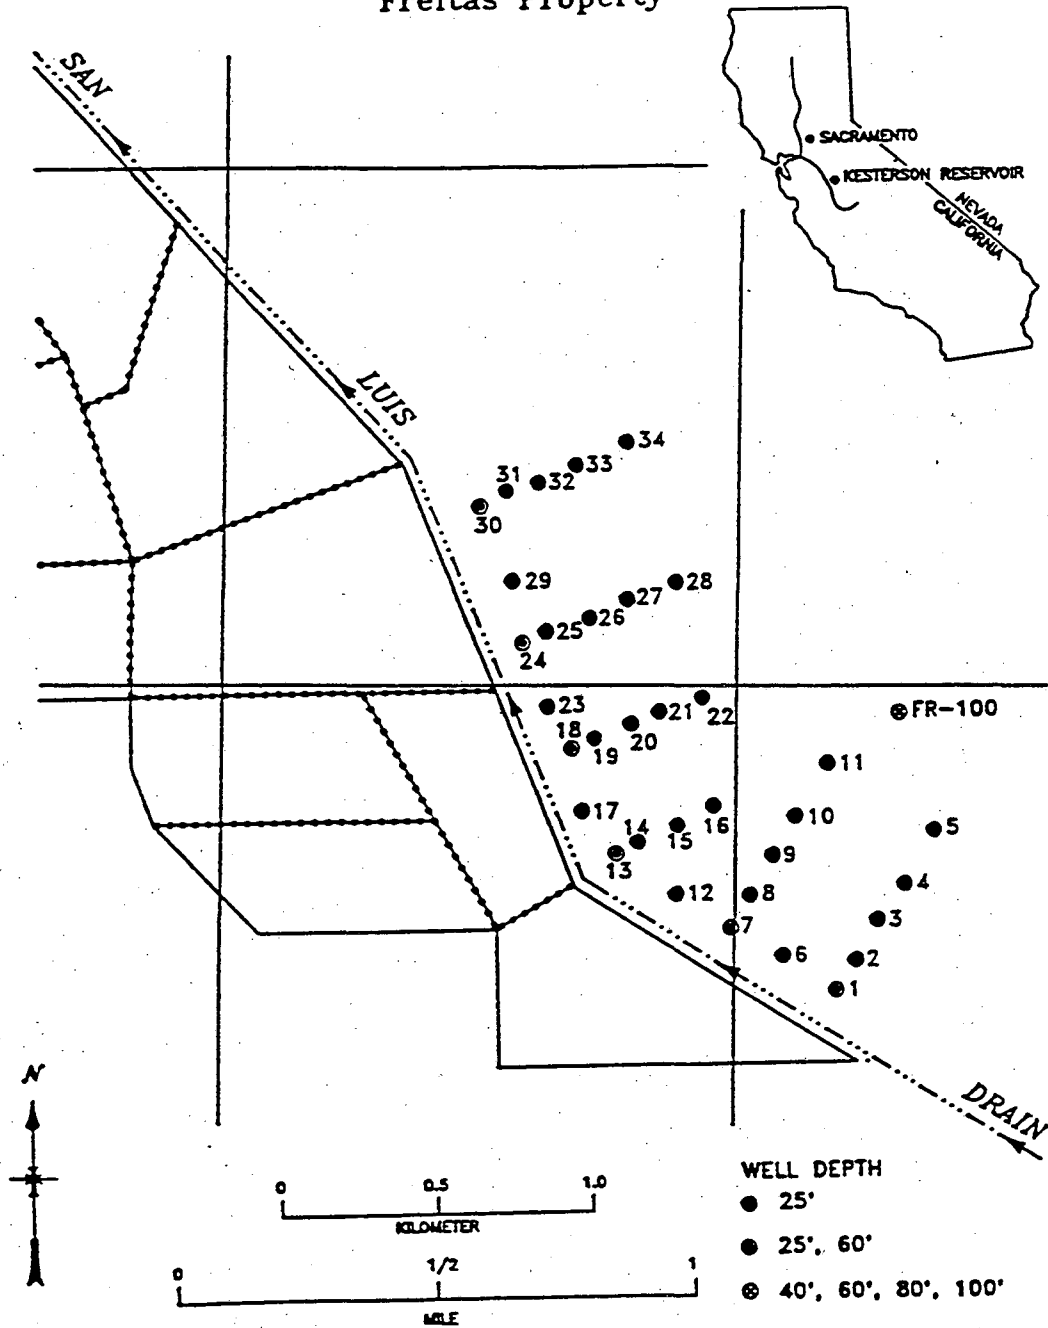 Freitas Property
SAN
SACRAMENTO
KESTERSON RESERVOIR
NEVADA
CALIFORNIA
LUIS
34
33
31
32
30
29
28
27
26
25
24
23
22
21
FR-100
18
19
20
11
17
16
10
5
14
15
13
9
4
12
8
3
7
6
2
1
N
DRAIN
WELL DEPTH
0 0.5 1.0
KILOMETER
25'
25', 60'
0 1/2 1
MILE
40', 60', 80', 100'